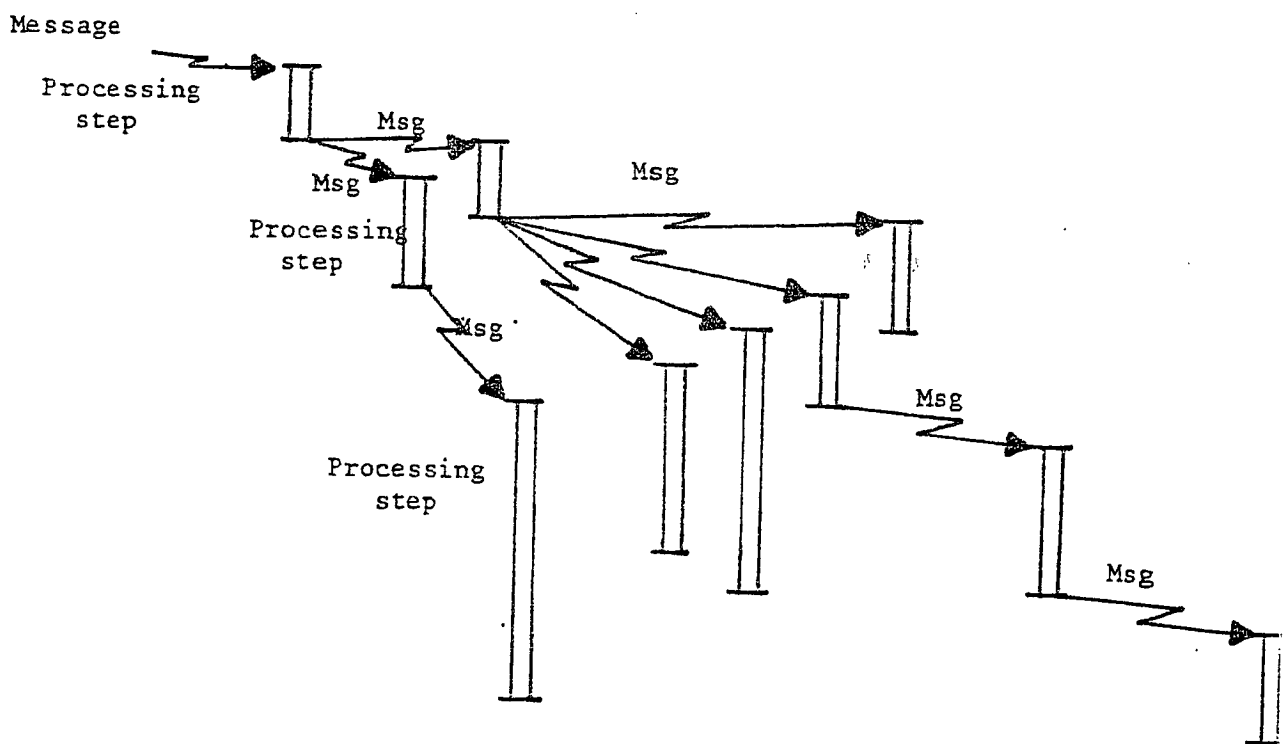 Message
Processing
step
Msg
Msg
Msg
Processing
step
Msg
Msg
Processing
step
Msg